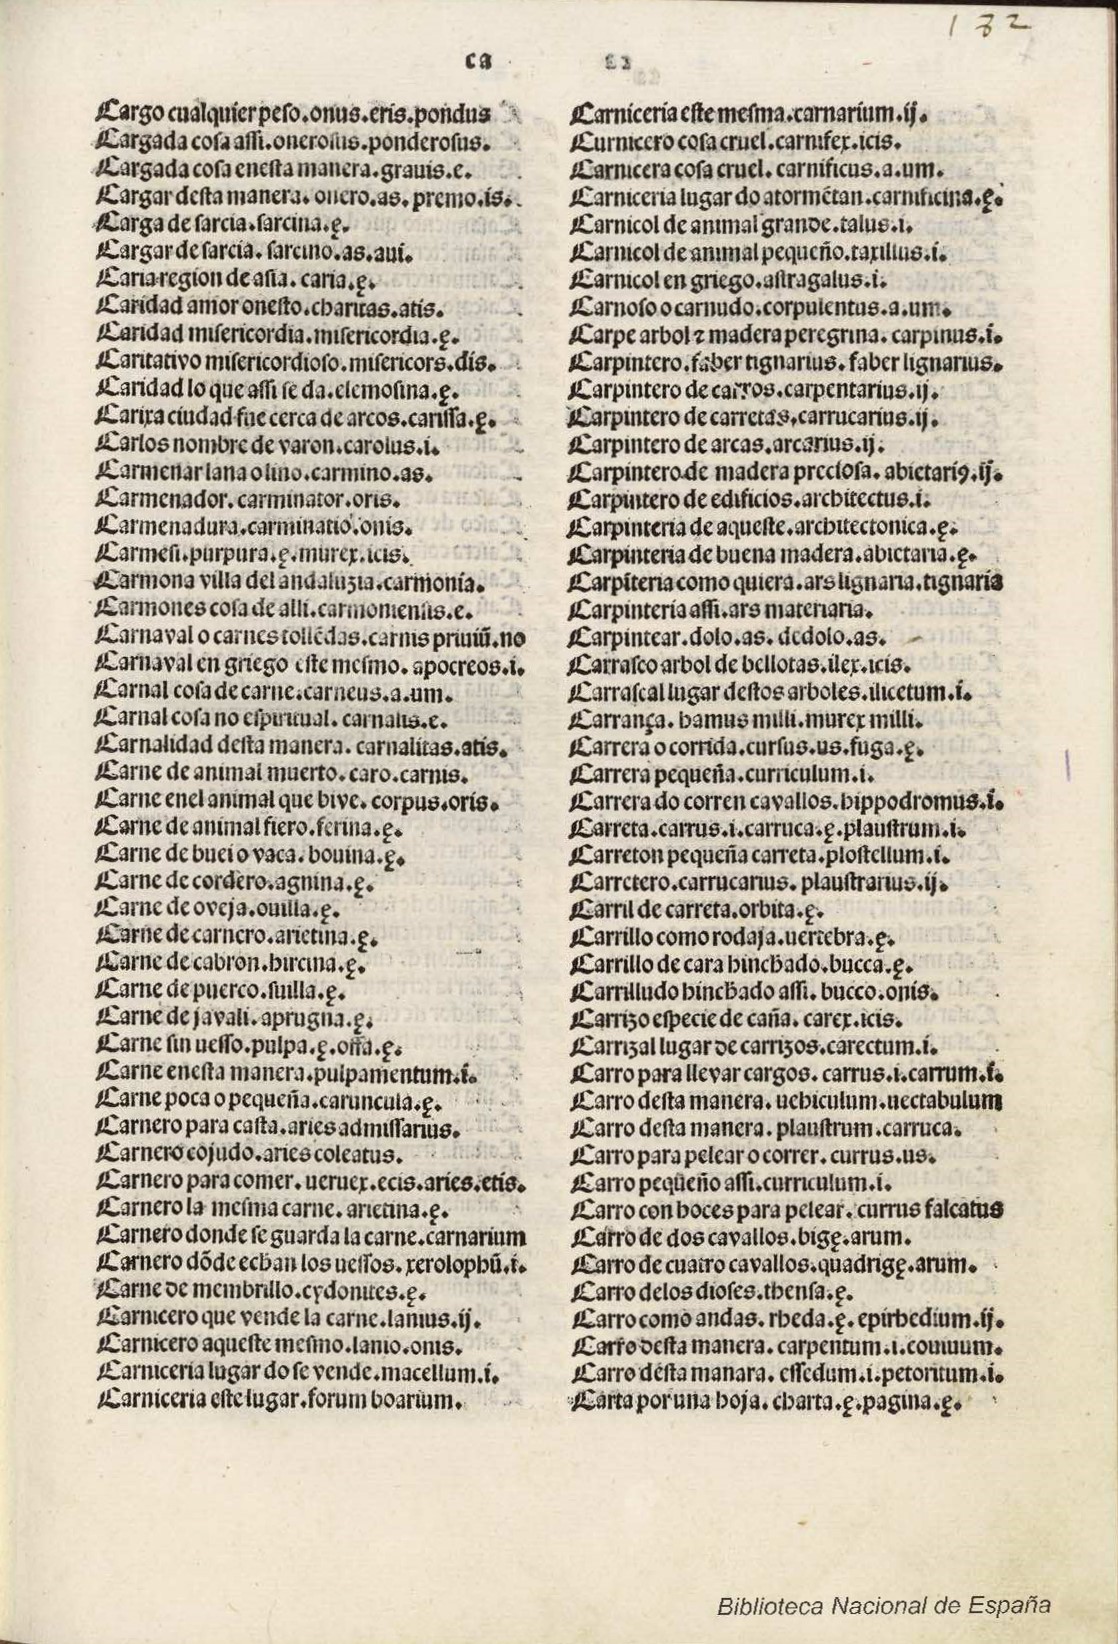 132
ca
Cargo cualquier peso.onus.eris.pondus
Cargada cosa assi.onerosus.ponderosus.
Cargada cosa enesta manera.grauis.e.
Cargar desta manera.onero.as.premo.is.
Carga de sarcia.sarcina.ę.
Cargar de sarcia.sarcino.as.aui.
Caria region de asia.caria.ę.
Caridad amor onesto.charitas.atis.
Caridad misericordia.misericordia.ę.
Caritativo misericordioso.misericors.dis.
Caridad lo que assi se da.elemosina.ę.
Carixa ciudad fue cerca de arcos.carissa.ę.
Carlos nombre de varon.carolus.i.
Carmenar lana o lino.carmino.as.
Carmenador.carminator.oris.
Carmenadura.carminatio.onis.
Carmesi.purpura.ę.murex.icis.
Carmona villa del andaluzia.carmonia.
Carmones cosa de alli.carmoniensis.e.
Carnaval o carnes tollẽdas.carnis priuiũ.no
Carnaval en griego este mesmo.apocreos.i.
Carnal cosa de carne.carneus.a.um.
Carnal cosa no espiritual.carnalis.e.
Carnalidad desta manera.carnalitas.atis.
Carne de animal muerto.caro.carnis.
Carne enel animal que bive.corpus.oris.
Carne de animal fiero.ferina.ę.
Carne de buei o vaca.bouina.ę.
Carne de cordero.agnina.ę.
Carne de oveja.ouilla.ę.
Carne de carnero.arietina.ę.
Carne de cabron.hircina.ę.
Carne de puerco.suilla.ę.
Carne de javali.aprugna.ę.
Carne sin uesso.pulpa.ę.offa.ę.
Carne enesta manera.pulpamentum.i.
Carne poca o pequeña.caruncula.ę.
Carnero para casta.aries admissarius.
Carnero cojudo.aries coleatus.
Carnero para comer.ueruex.ecis.aries.etis.
Carnero la mesma carne.arietina.ę.
Carnero donde se guarda la carne.carnarium
Carnero dõde echan los uessos.xerolophũ.i.
Carne de membrillo.cydonites.ę.
Carnicero que vende la carne.lanius.ij.
Carnicero aqueste mesmo.lanio.onis.
Carniceria lugar do se vende.macellum.i.
Carniceria este lugar.forum boarium.
Carniceria este mesma.carnarium.ij.
Curnicero cosa cruel.carnifex.icis.
Carnicera cosa cruel.carnificus.a.um.
Carniceria lugar do atormẽtan.carnificina.ę.
Carnicol de animal grande.talus.i.
Carnicol de animal pequeño.taxillus.i.
Carnicol en griego.astragalus.i.
Carnoso o carnudo.corpulentus.a.um.
Carpe arbol ⁊ madera peregrina.carpinus.i.
Carpintero.faber tignarius.faber lignarius.
Carpintero de carros.carpentarius.ij.
Carpintero de carretas.carrucarius.ij.
Carpintero de arcas.arcarius.ij.
Carpintero de madera preciosa.abietariꝰ.ij.
Carpintero de edificios.architectus.i.
Carpinteria de aqueste.architectonica.ę.
Carpinteria de buena madera.abietaria.ę.
Carpĩteria como quiera.ars lignaria.tignaria
Carpinteria assi.ars materiaria.
Carpintear.dolo.as.dedolo.as.
Carrasco arbol de bellotas.ilex.icis.
Carrascal lugar destos arboles.ilicetum.i.
Carrança.hamus milli.murex milli.
Carrera o corrida.cursus.us.fuga.ę.
Carrera pequeña.curriculum.i.
Carrera do corren cavallos.hippodromus.i.
Carreta.carrus.i.carruca.ę.plaustrum.i.
Carreton pequeña carreta.plostellum.i.
Carretero.carrucarius.plaustrarius.ij.
Carril de carreta.orbita.ę.
Carrillo como rodaja.uertebra.ę.
Carrillo de cara hinchado.bucca.ę.
Carrilludo hinchado assi.bucco.onis.
Carrizo especie de caña.carex.icis.
Carrizal lugar de carrizos.carectum.i.
Carro para llevar cargos.carrus.i.carrum.i.
Carro desta manera.uehiculum.uectabulum
Carro desta manera.plaustrum.carruca.
Carro para pelear o correr.currus.us.
Carro pequeño assi.curriculum.i.
Carro con hoces para pelear.currus falcatus
Carro de dos cavallos.bigę.arum.
Carro de cuatro cavallos.quadrigę.arum.
Carro delos dioses.thensa.ę.
Carro como andas.rheda.ę.epirhedium.ij.
Carro desta manera.carpentum.i.couuum.
Carro desta manara.essedum.i.petoritum.i.
Carta por una hoja.charta.ę.pagina.ę.
Biblioteca Nacional de España